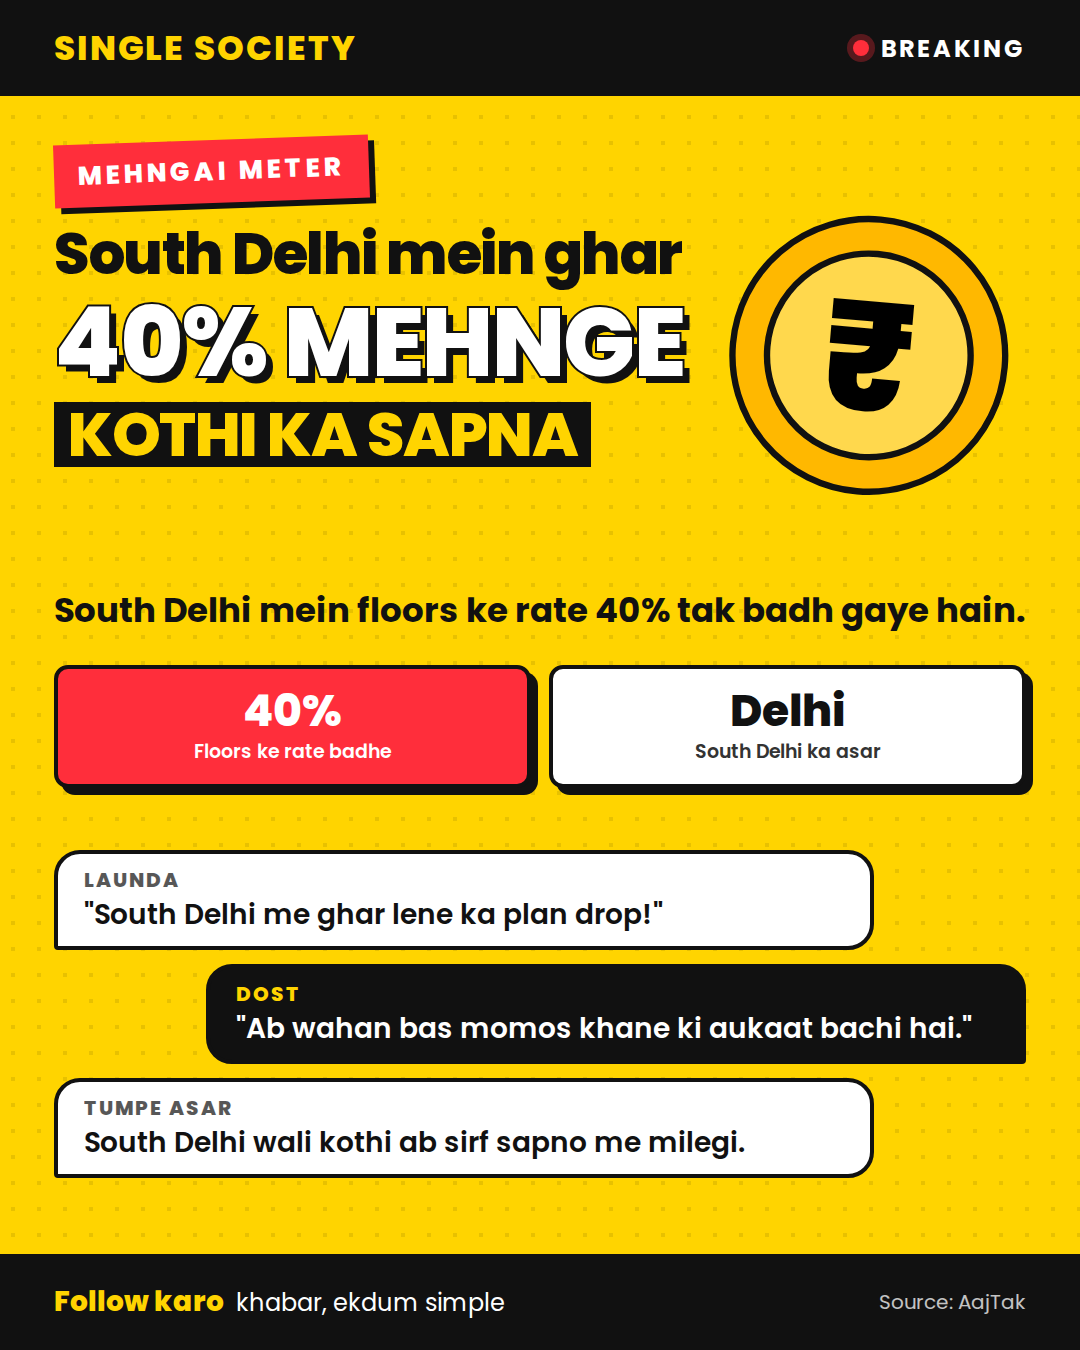 SINGLE SOCIETY
BREAKING
MEHNGAI METER
South Delhi mein ghar
40% MEHNGE
KOTHI KA SAPNA
₹
South Delhi mein floors ke rate 40% tak badh gaye hain.
40%
Floors ke rate badhe
Delhi
South Delhi ka asar
LAUNDA
"South Delhi me ghar lene ka plan drop!"
DOST
"Ab wahan bas momos khane ki aukaat bachi hai."
TUMPE ASAR
South Delhi wali kothi ab sirf sapno me milegi.
Follow karo khabar, ekdum simple
Source: AajTak